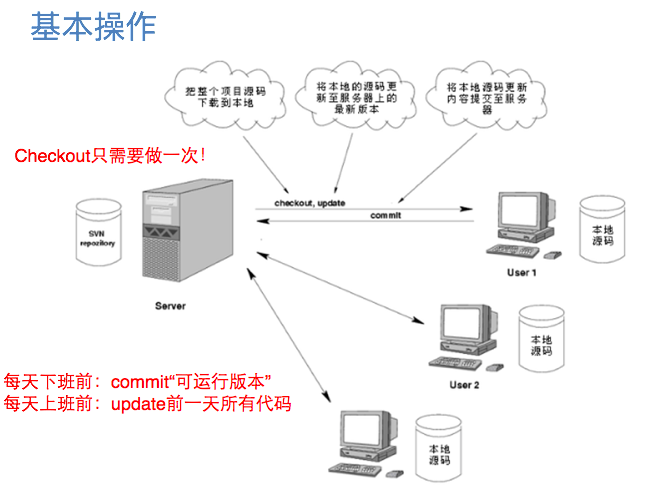 基本操作
把整个项目源码
下载到本地
将本地的源码更
新至服务器上的
最新版本
将本地源码更新
内容提交至服务
器
Checkout只需要做一次！
checkout, update
commit
SVN
repository
Server
User 1
本地
源码
User 2
本地
源码
每天下班前：commit“可运行版本”
每天上班前：update前一天所有代码
本地
源码